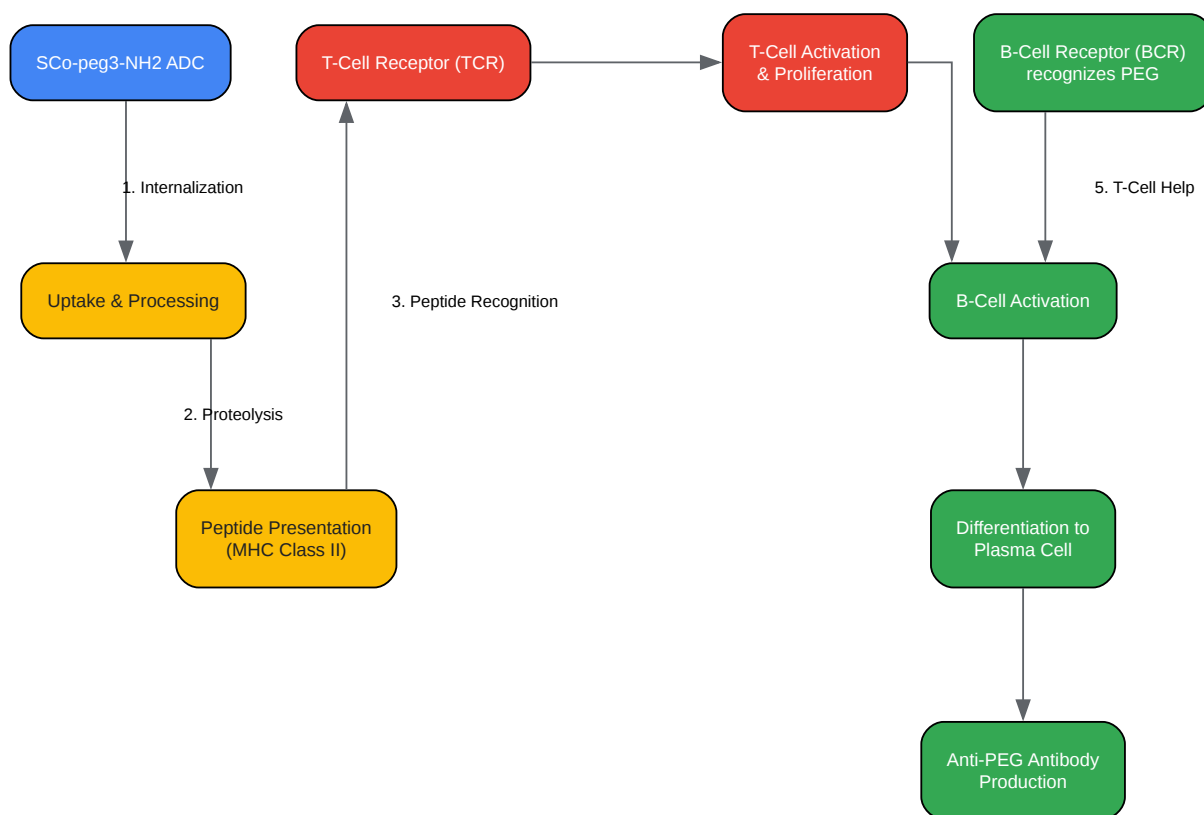 SCo-peg3-NH2 ADC
T-Cell Receptor (TCR)
T-Cell Activation
& Proliferation
B-Cell Receptor (BCR)
recognizes PEG
1. Internalization
5. T-Cell Help
Uptake & Processing
3. Peptide Recognition
B-Cell Activation
2. Proteolysis
Peptide Presentation
(MHC Class II)
Differentiation to
Plasma Cell
Anti-PEG Antibody
Production